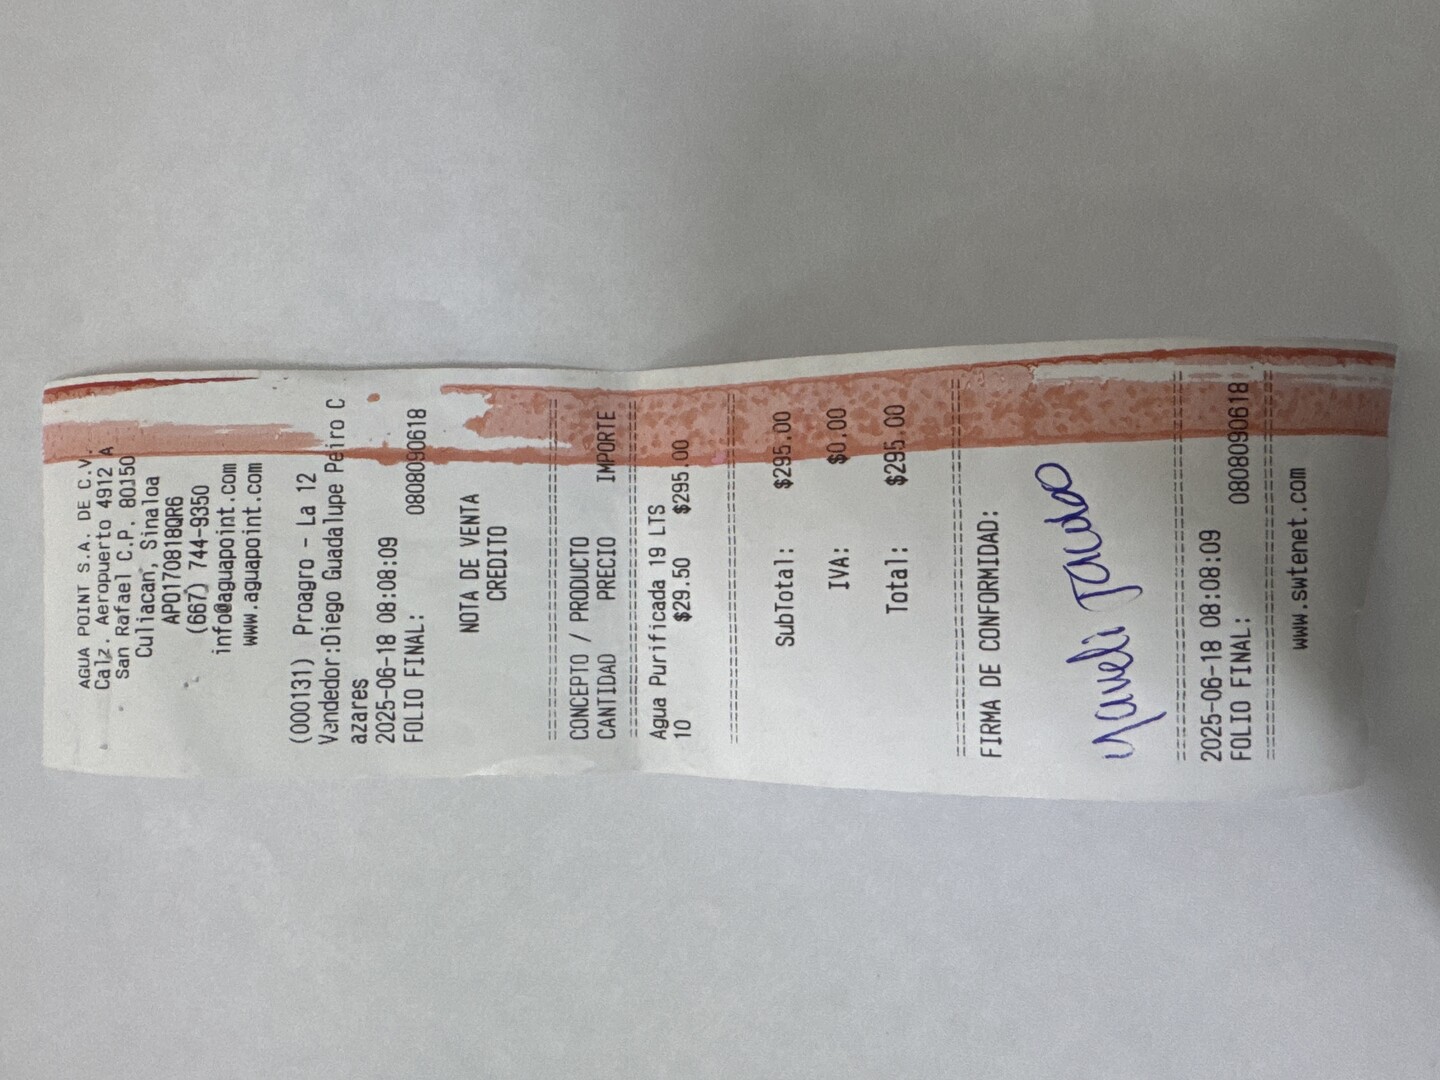 AGUA POINT S.A. DE C.V.
Calz. Aeropuerto 4912 A
San Rafael C.P. 80150
Culiacan, Sinaloa
APO170818QR6
(667) 744-9350
info@aguapoint.com
www.aguapoint.com
(000131) Proagro - La 12
Vendedor:Diego Guadalupe Peiro C
azares
2025-06-18 08:08:09
FOLIO FINAL: 0808090618
NOTA DE VENTA
CREDITO
================================
CONCEPTO / PRODUCTO
CANTIDAD PRECIO IMPORTE
================================
Agua Purificada 19 LTS
10 $29.50 $295.00
================================
SubTotal: $295.00
IVA: $0.00
Total: $295.00
================================
FIRMA DE CONFORMIDAD:
================================
2025-06-18 08:08:09
FOLIO FINAL: 0808090618
================================
www.swtenet.com